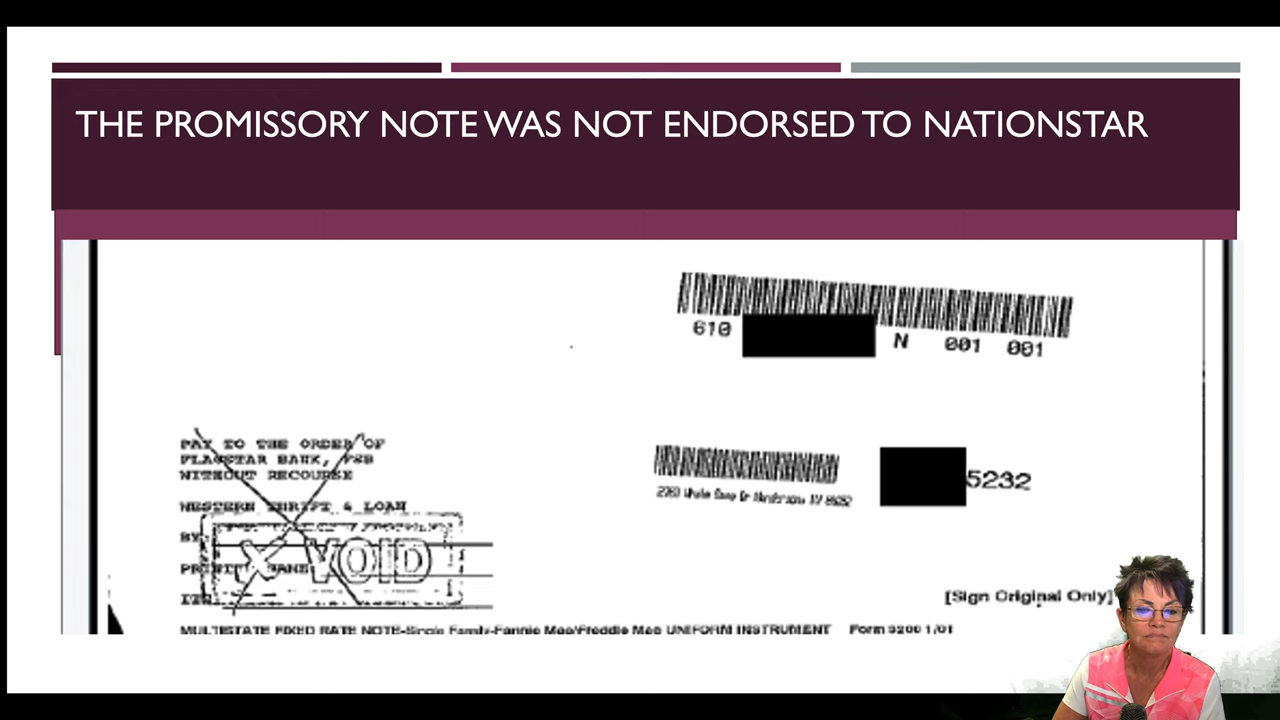 THE PROMISSORY NOTE WAS NOT ENDORSED TO NATIONSTAR
610 N 001 001
PAY TO THE ORDER OF
FLAGSTAR BANK, FSB
WITHOUT RECOURSE
5232
WESTERN THRIFT & LOAN
BY:
VOID
[Sign Original Only]
MULTISTATE FIXED RATE NOTE-Single Family-Fannie Mae/Freddie Mac UNIFORM INSTRUMENT Form 3200 1/01